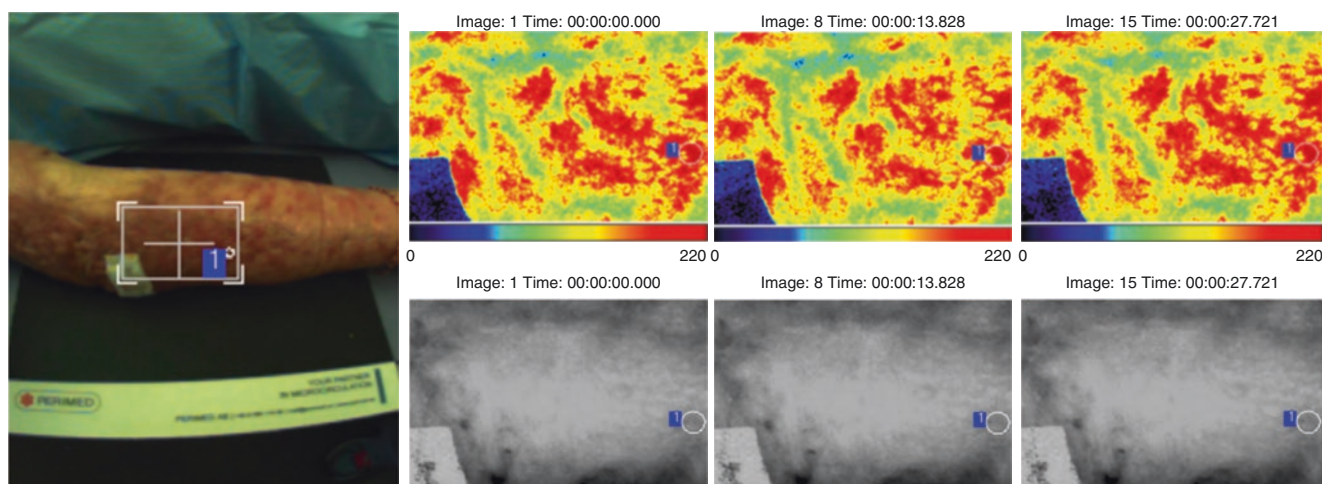 Image: 1 Time: 00:00:00.000
Image: 8 Time: 00:00:13.828
Image: 15 Time: 00:00:27.721
1
1
1
1
0
220
0
220
0
220
Image: 1 Time: 00:00:00.000
Image: 8 Time: 00:00:13.828
Image: 15 Time: 00:00:27.721
1
1
1
PERIMED
YOUR PARTNER
IN MICROCIRCULATION
PERIMED AB